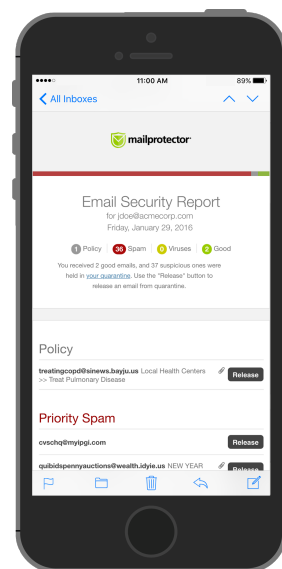 11:00 AM
89%
All Inboxes
mailprotector
Email Security Report
for jdoe@acmecorp.com
Friday, January 29, 2016
1 Policy 36 Spam 0 Viruses 2 Good
You received 2 good emails, and 37 suspicious ones were
held in your quarantine. Use the "Release" button to
release an email from quarantine.
Policy
treatingcopd@sinews.bayju.us Local Health Centers
>> Treat Pulmonary Disease
Release
Priority Spam
cvschq@myipgi.com
Release
quibidspennyauctions@wealth.idyie.us NEW YEAR
Release